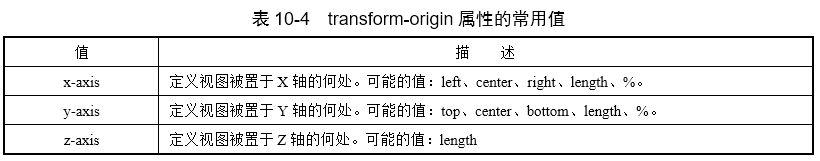 表 10-4 transform-origin 属性的常用值
值 描 述
x-axis 定义视图被置于 X 轴的何处。可能的值：left、center、right、length、%。
y-axis 定义视图被置于 Y 轴的何处。可能的值：top、center、bottom、length、%。
z-axis 定义视图被置于 Z 轴的何处。可能的值：length